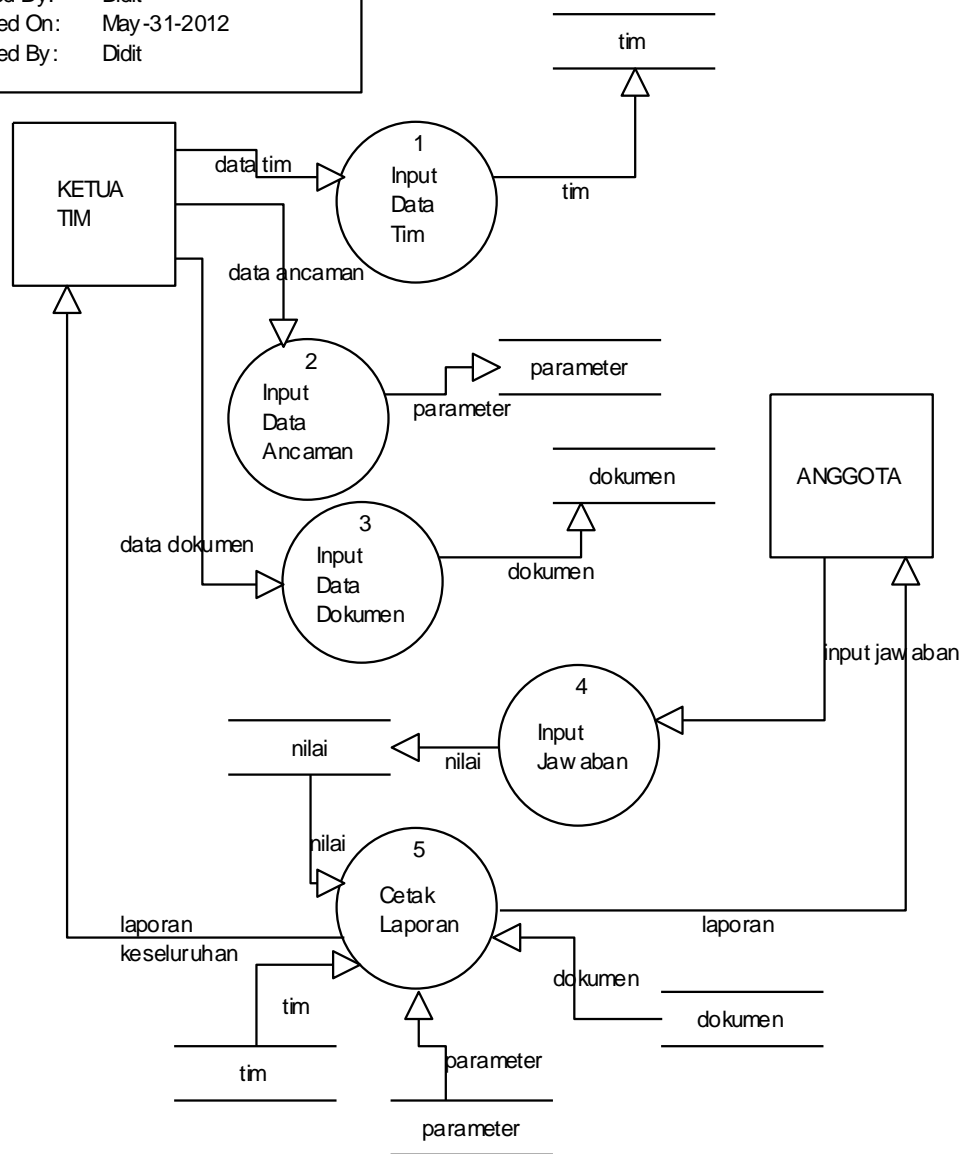 Didit
On: May-31-2012
By: Didit
tim
KETUA
TIM
data tim
1
Input
Data
Tim
tim
data ancaman
2
Input
Data
Ancaman
parameter
parameter
dokumen
ANGGOTA
data dokumen
3
Input
Data
Dokumen
dokumen
input jawaban
4
Input
Jawaban
nilai
nilai
nilai
5
Cetak
Laporan
laporan
keseluruhan
laporan
dokumen
dokumen
tim
tim
parameter
parameter